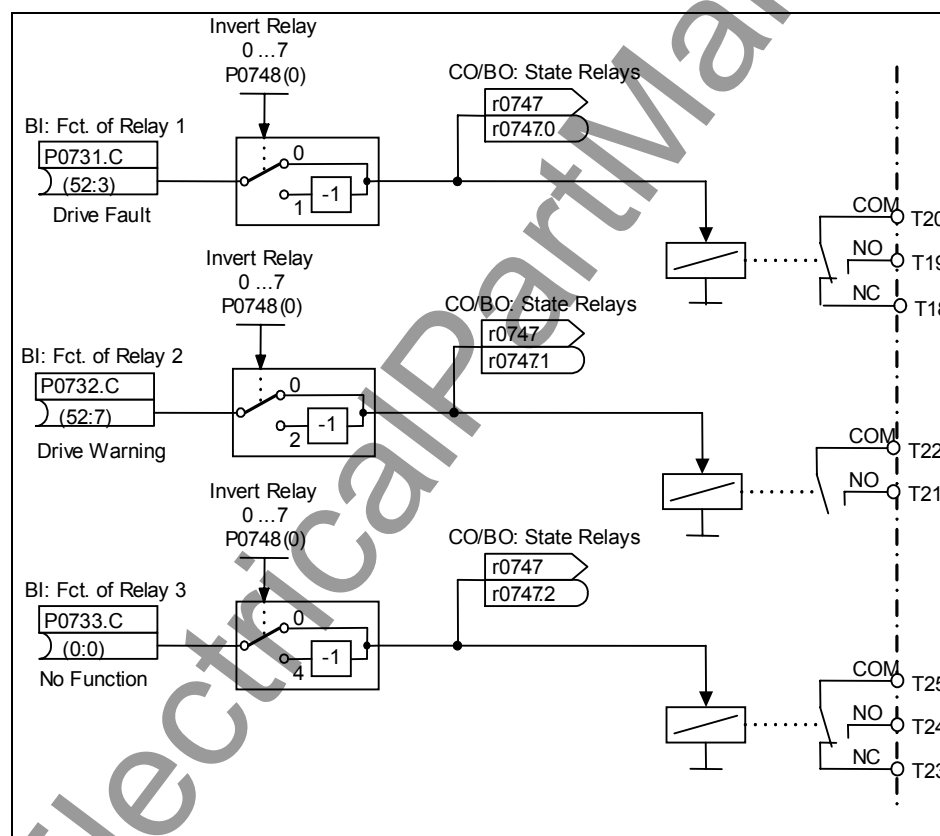 Invert Relay
0 ...7
P0748(0)
CO/BO: State Relays
r0747
r0747.0
BI: Fct. of Relay 1
P0731.C
(52:3)
Drive Fault
0
1
-1
COM
T20
NO
T19
NC
T18
Invert Relay
0 ...7
P0748(0)
CO/BO: State Relays
r0747
r0747.1
BI: Fct. of Relay 2
P0732.C
(52:7)
Drive Warning
0
2
-1
COM
T22
NO
T21
Invert Relay
0 ...7
P0748(0)
CO/BO: State Relays
r0747
r0747.2
BI: Fct. of Relay 3
P0733.C
(0:0)
No Function
0
4
-1
COM
T25
NO
T24
NC
T23
ElectricalPartMa